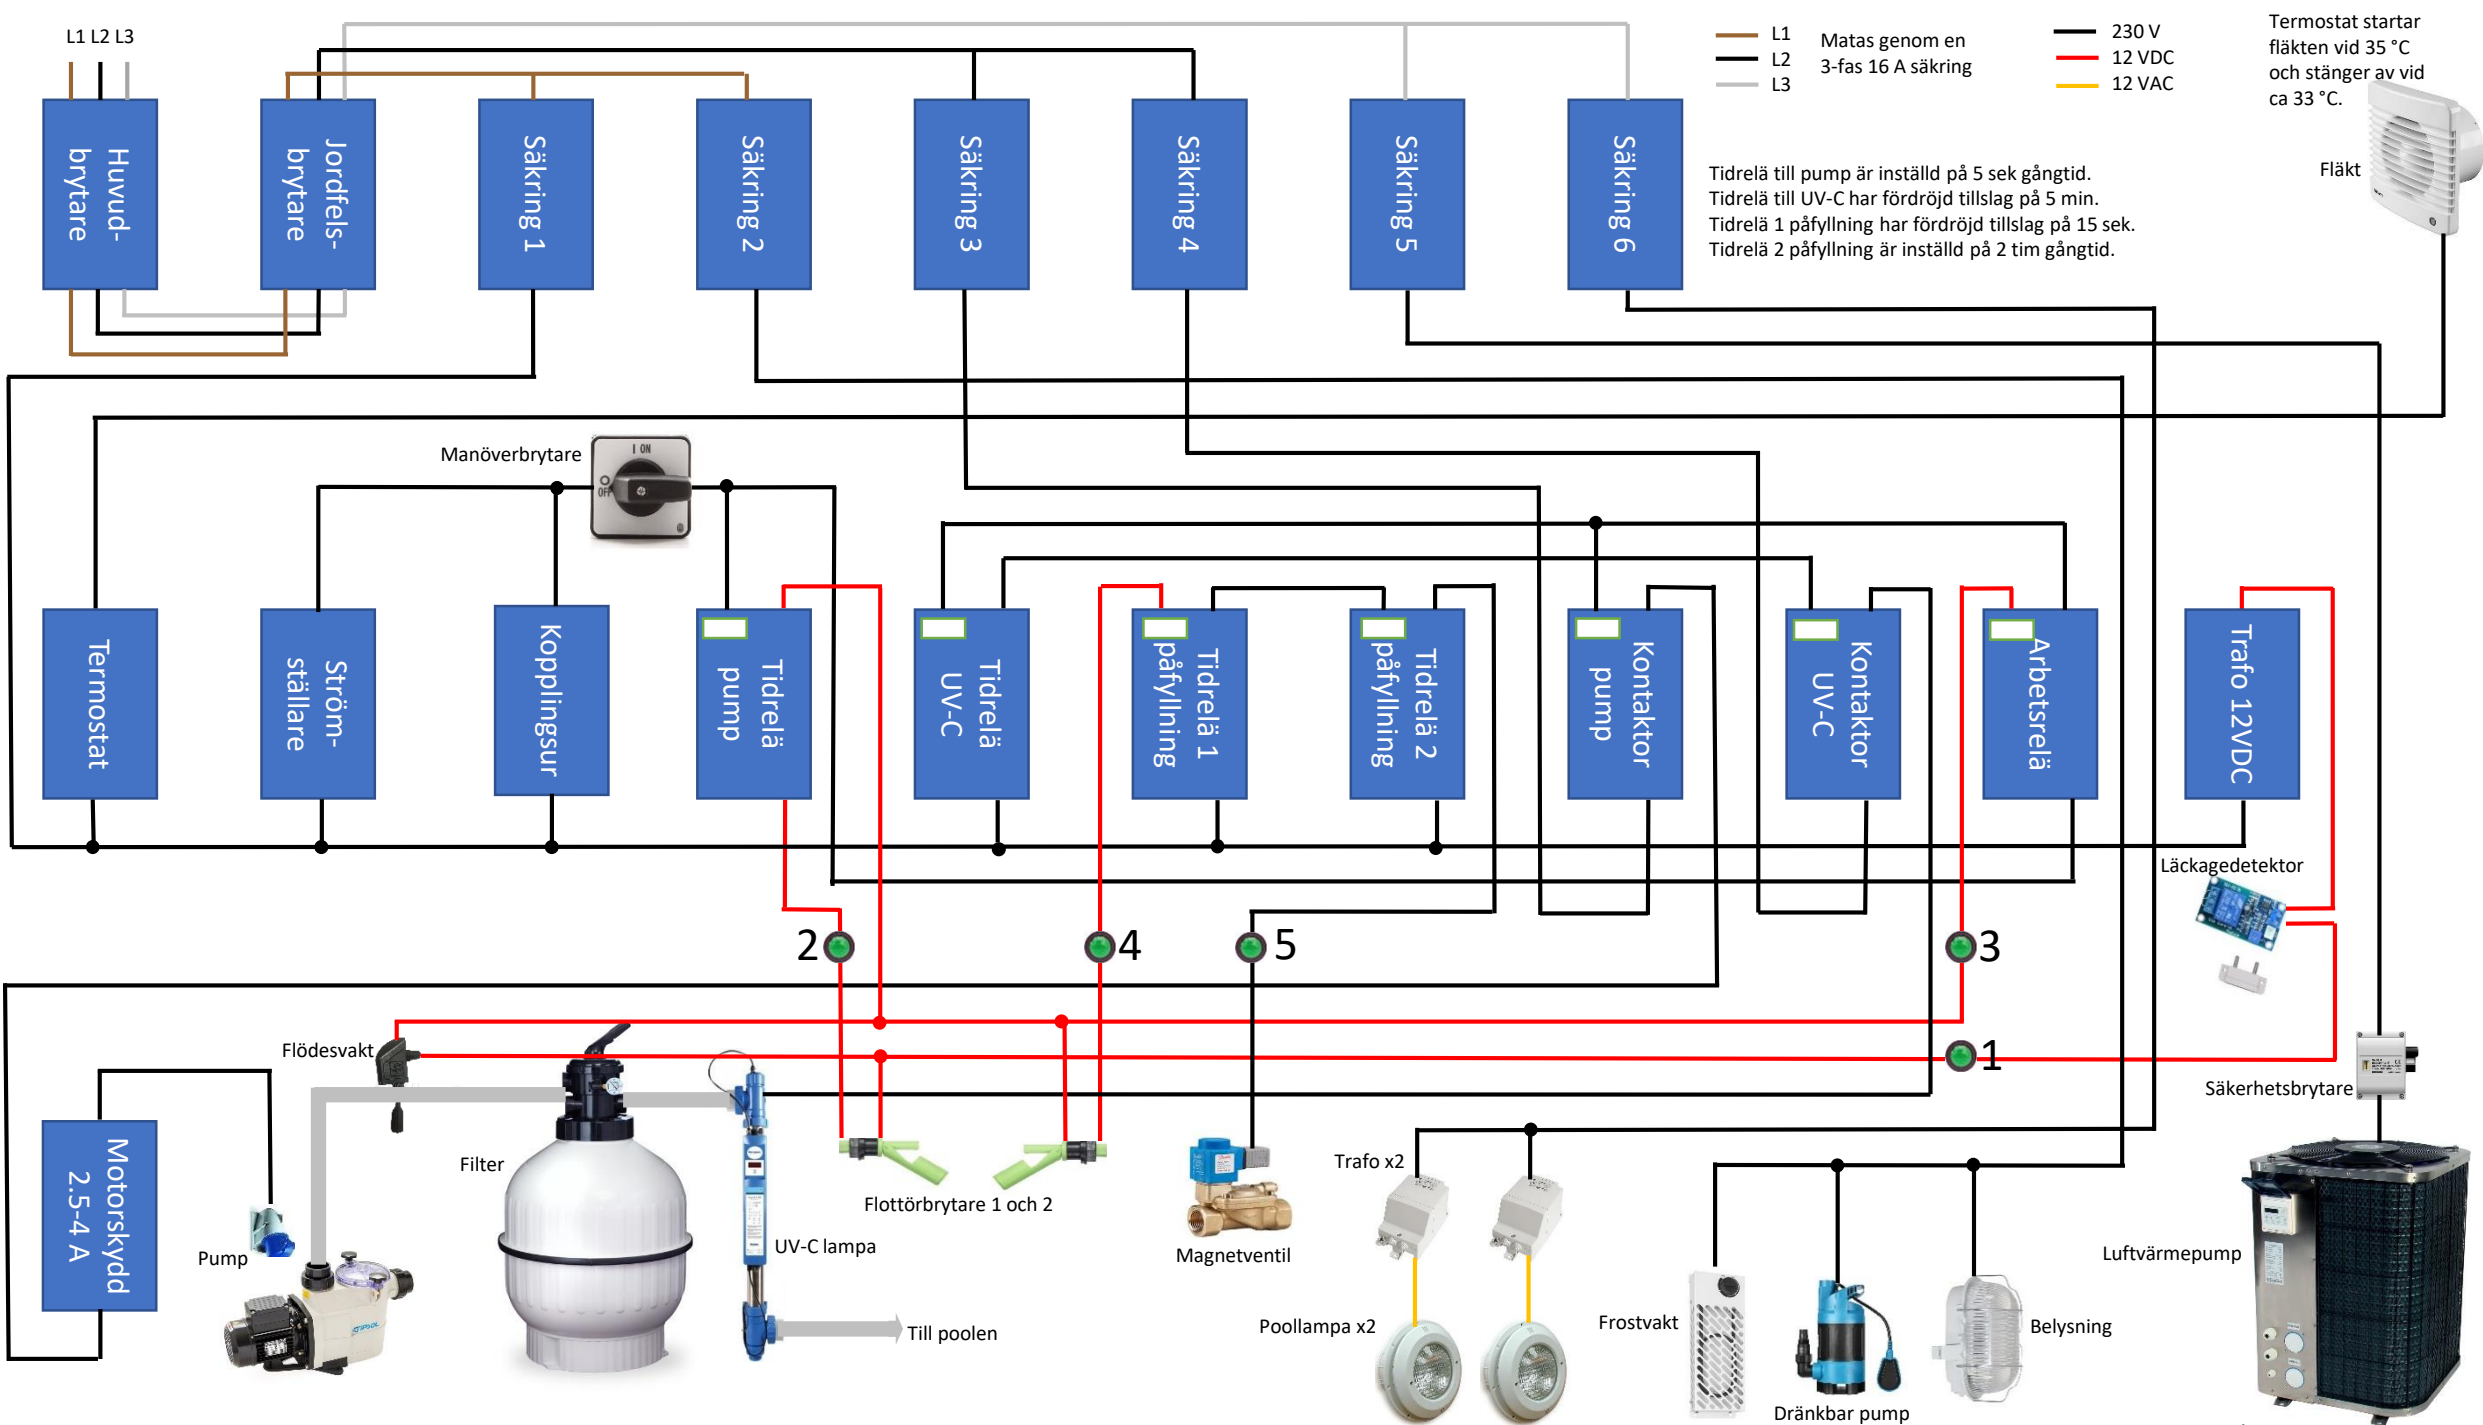 L1 L2 L3
L1
L2
L3
Matas genom en
3-fas 16 A säkring
230 V
12 VDC
12 VAC
Termostat startar
fläkten vid 35 °C
och stänger av vid
ca 33 °C.
Fläkt
Huvud-
brytare
Jordfels-
brytare
Säkring 1
Säkring 2
Säkring 3
Säkring 4
Säkring 5
Säkring 6
Tidrelä till pump är inställd på 5 sek gångtid.
Tidrelä till UV-C har fördröjd tillslag på 5 min.
Tidrelä 1 påfyllning har fördröjd tillslag på 15 sek.
Tidrelä 2 påfyllning är inställd på 2 tim gångtid.
Manöverbrytare
I ON
O
OFF
Termostat
Ström-
ställare
Kopplingsur
Tidrelä
pump
Tidrelä
UV-C
Tidrelä 1
påfyllning
Tidrelä 2
påfyllning
Kontaktor
pump
Kontaktor
UV-C
Arbetsrelä
Trafo 12VDC
Läckagedetektor
2
4
5
3
Flödesvakt
1
Säkerhetsbrytare
Motorskydd
2.5-4 A
Pump
Filter
UV-C lampa
Till poolen
Flottörbrytare 1 och 2
Magnetventil
Trafo x2
Poollampa x2
Frostvakt
Dränkbar pump
Belysning
Luftvärmepump